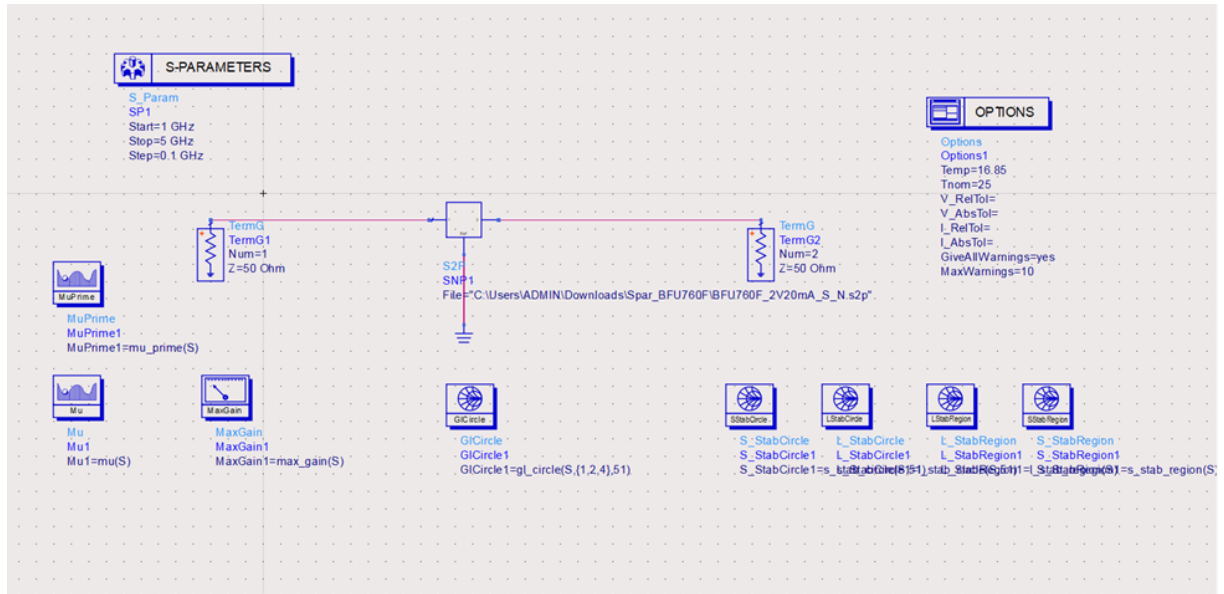 S-PARAMETERS
S_Param
SP1
Start=1 GHz
Stop=5 GHz
Step=0.1 GHz
OPTIONS
Options
Options1
Temp=16.85
Tnom=25
V_RelTol=
V_AbsTol=
I_RelTol=
I_AbsTol=
GiveAllWarnings=yes
MaxWarnings=10
TermG
TermG1
Num=1
Z=50 Ohm
TermG
TermG2
Num=2
Z=50 Ohm
S2P
SNP1
File="C:\Users\ADMIN\Downloads\Spar_BFU760F\BFU760F_2V20mA_S_N.s2p"
MuPrime
MuPrime
MuPrime1
MuPrime1=mu_prime(S)
Mu
Mu
Mu1
Mu1=mu(S)
MaxGain
MaxGain
MaxGain1
MaxGain1=max_gain(S)
GlCircle
GlCircle
GlCircle1
GlCircle1=gl_circle(S,{1,2,4},51)
SStabCircle
S_StabCircle
S_StabCircle1
LStabCircle
L_StabCircle
L_StabCircle1
LStabRegion
L_StabRegion
L_StabRegion1
SStabRegion
S_StabRegion
S_StabRegion1